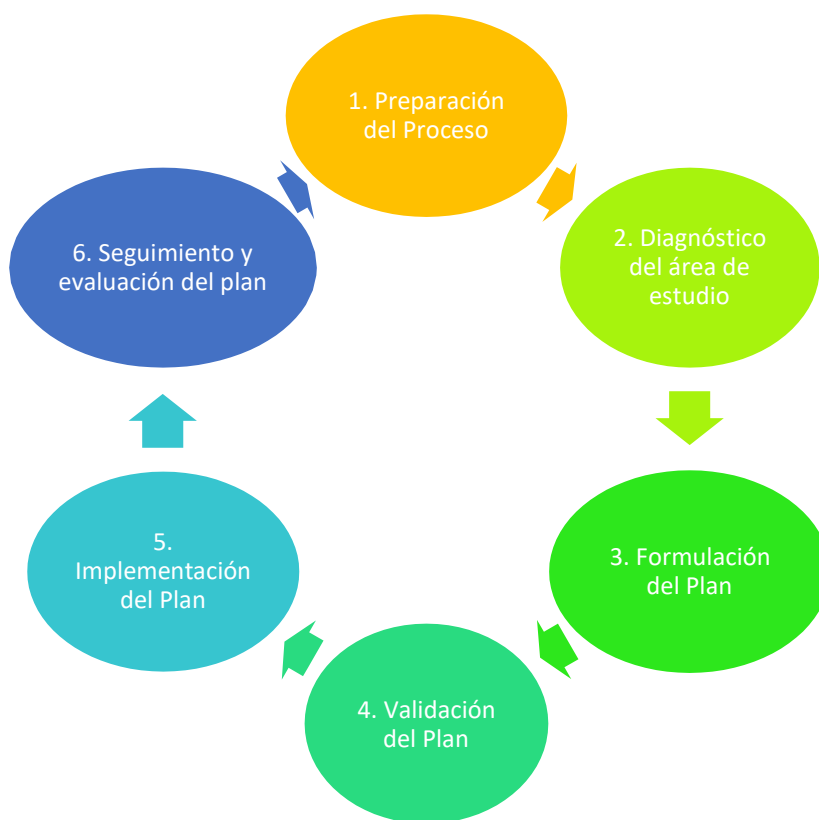 1. Preparación
del Proceso
2. Diagnóstico
del área de
estudio
3. Formulación
del Plan
4. Validación
del Plan
5.
Implementación
del Plan
6. Seguimiento y
evaluación del plan